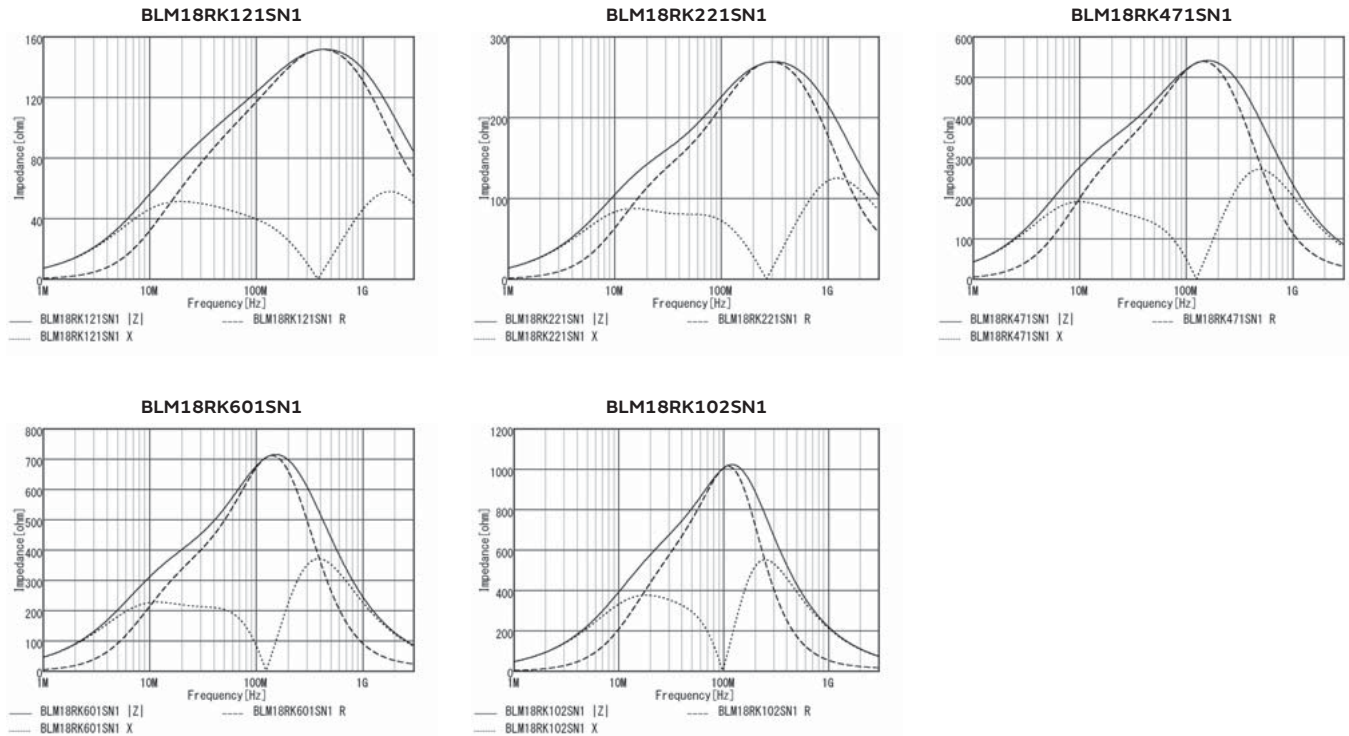 BLM18RK121SN1
160
120
80
40
0
Impedance[ohm]
1M 10M 100M 1G
Frequency[Hz]
BLM18RK121SN1 |Z| BLM18RK121SN1 R
BLM18RK121SN1 X
BLM18RK221SN1
300
200
100
0
Impedance[ohm]
1M 10M 100M 1G
Frequency[Hz]
BLM18RK221SN1 |Z| BLM18RK221SN1 R
BLM18RK221SN1 X
BLM18RK471SN1
600
500
400
300
200
100
0
Impedance[ohm]
1M 10M 100M 1G
Frequency[Hz]
BLM18RK471SN1 |Z| BLM18RK471SN1 R
BLM18RK471SN1 X
BLM18RK601SN1
800
700
600
500
400
300
200
100
0
Impedance[ohm]
1M 10M 100M 1G
Frequency[Hz]
BLM18RK601SN1 |Z| BLM18RK601SN1 R
BLM18RK601SN1 X
BLM18RK102SN1
1200
1000
800
600
400
200
0
Impedance[ohm]
1M 10M 100M 1G
Frequency[Hz]
BLM18RK102SN1 |Z| BLM18RK102SN1 R
BLM18RK102SN1 X